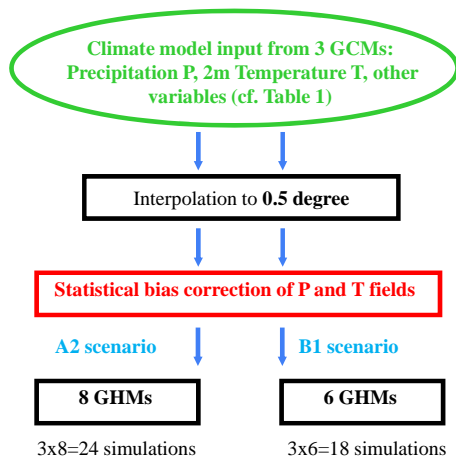 Climate model input from 3 GCMs:
Precipitation P, 2m Temperature T, other
variables (cf. Table 1)
Interpolation to 0.5 degree
Statistical bias correction of P and T fields
A2 scenario
B1 scenario
8 GHMs
6 GHMs
3x8=24 simulations
3x6=18 simulations